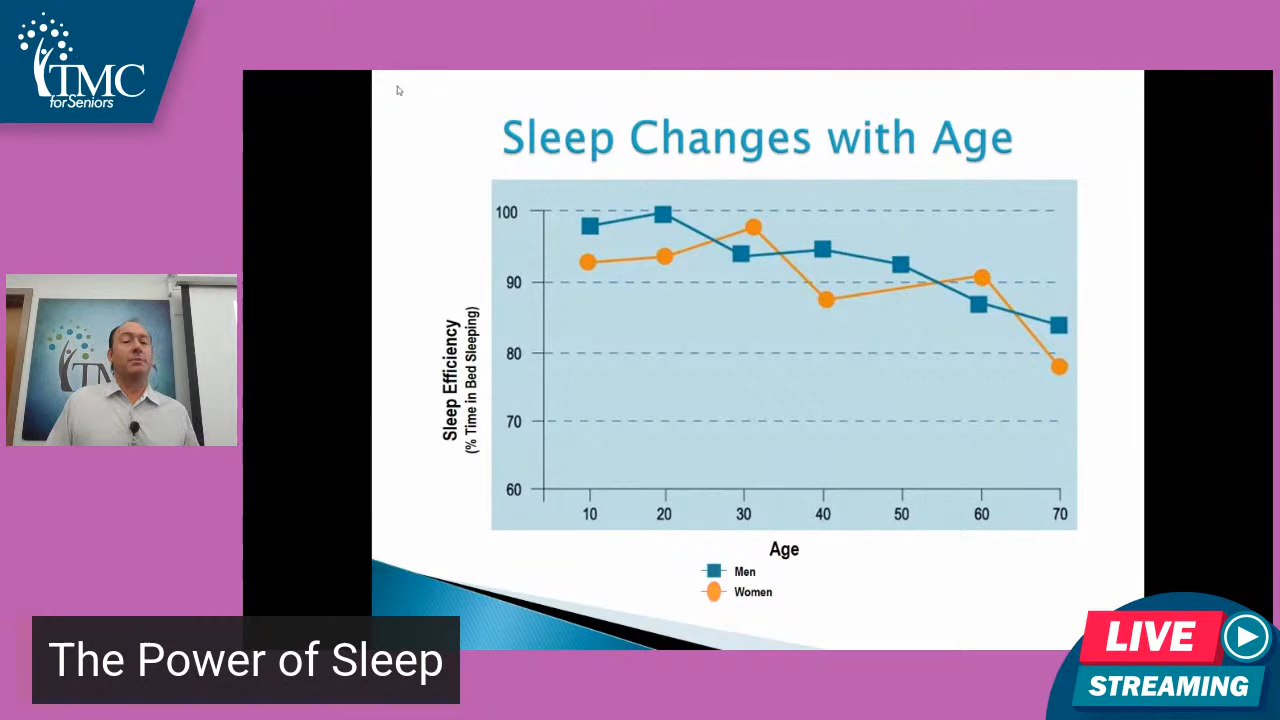 TMC
for Seniors
Sleep Changes with Age
100
90
80
70
60
Sleep Efficiency
(% Time in Bed Sleeping)
10 20 30 40 50 60 70
Age
Men
Women
TMC
The Power of Sleep
LIVE
STREAMING